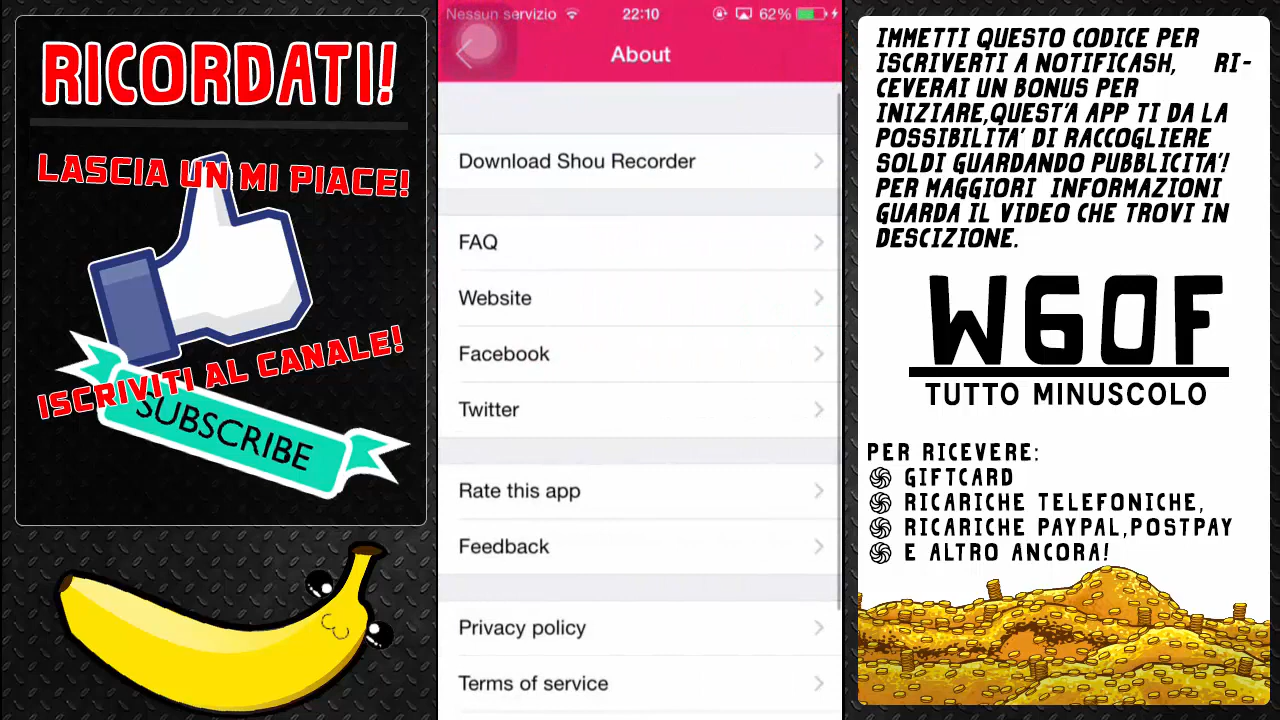 RICORDATI!
LASCIA UN MI PIACE!
ISCRIVITI AL CANALE!
SUBSCRIBE
Nessun servizio 22:10 62%
About
Download Shou Recorder
FAQ
Website
Facebook
Twitter
Rate this app
Feedback
Privacy policy
Terms of service
IMMETTI QUESTO CODICE PER
ISCRIVERTI A NOTIFICASH, RI-
CEVERAI UN BONUS PER
INIZIARE,QUEST'A APP TI DA LA
POSSIBILITA' DI RACCOGLIERE
SOLDI GUARDANDO PUBBLICITA'!
PER MAGGIORI INFORMAZIONI
GUARDA IL VIDEO CHE TROVI IN
DESCIZIONE.
W60F
TUTTO MINUSCOLO
PER RICEVERE:
GIFTCARD
RICARICHE TELEFONICHE,
RICARICHE PAYPAL,POSTPAY
E ALTRO ANCORA!